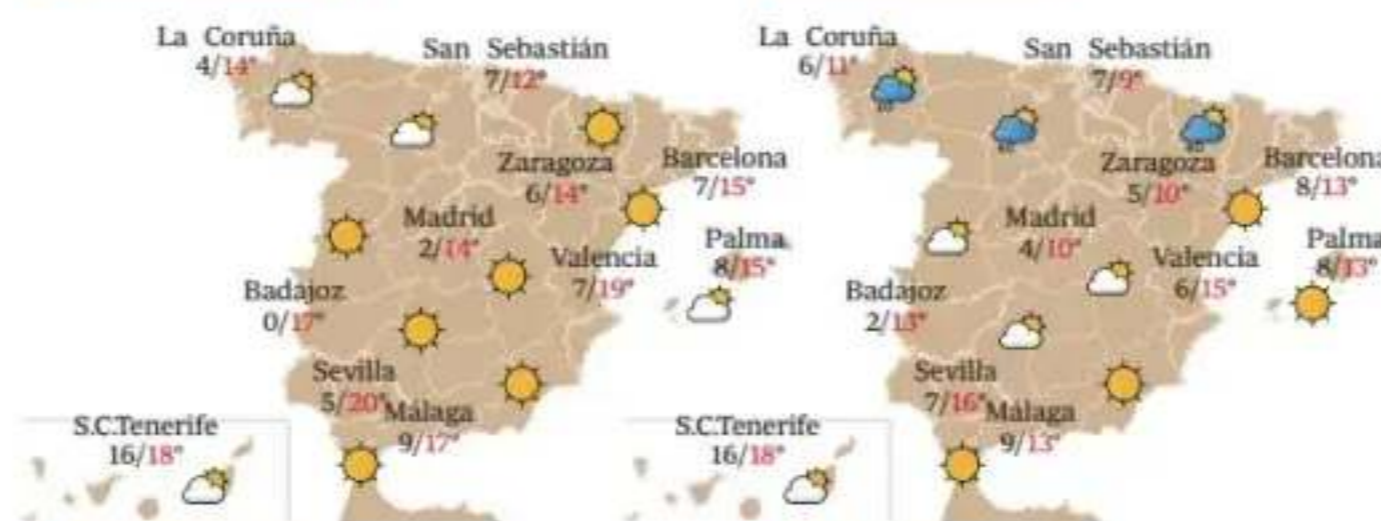 La Coruña
4/14°
San Sebastián
7/12°
Zaragoza
6/14°
Barcelona
7/15°
Madrid
2/14°
Valencia
7/19°
Palma
8/15°
Badajoz
0/17°
Sevilla
5/20°
Málaga
9/17°
S.C.Tenerife
16/18°
La Coruña
6/11°
San Sebastián
7/9°
Zaragoza
5/10°
Barcelona
8/13°
Madrid
4/10°
Valencia
6/15°
Palma
8/13°
Badajoz
2/13°
Sevilla
7/16°
Málaga
9/13°
S.C.Tenerife
16/18°